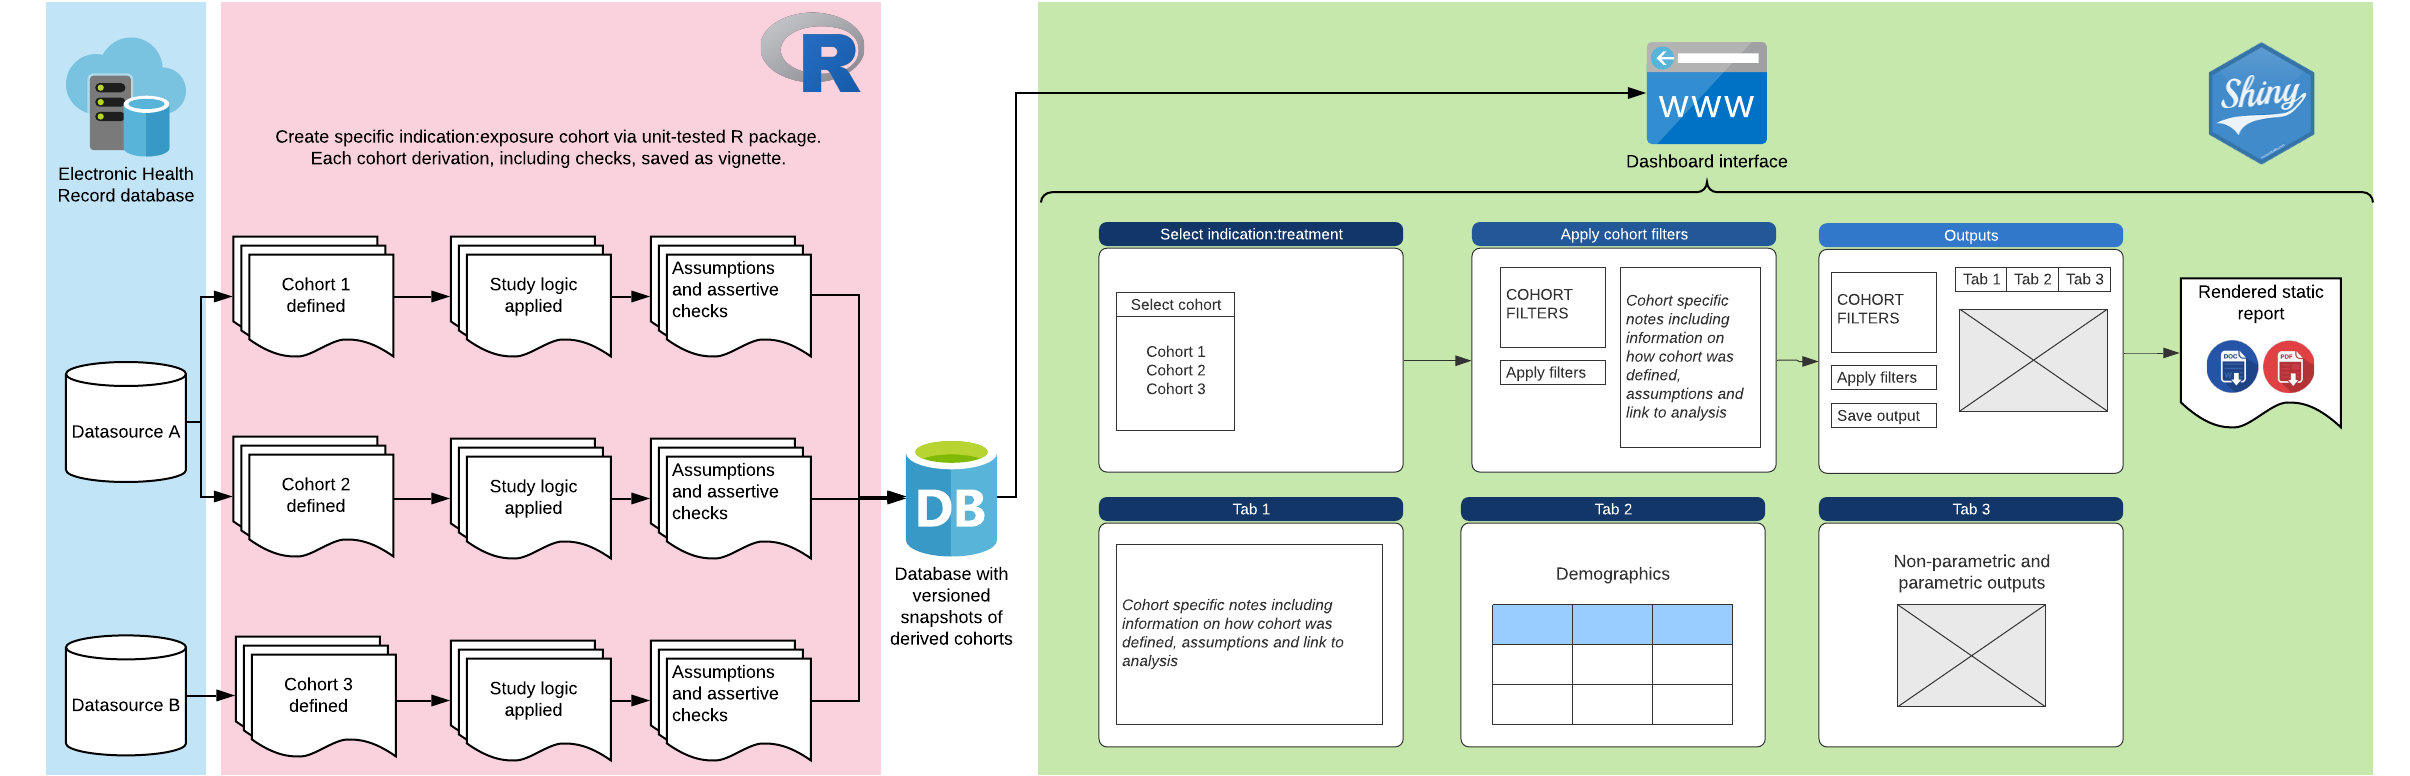 Electronic Health
Record database
Datasource A
Datasource B
R
Create specific indication:exposure cohort via unit-tested R package.
Each cohort derivation, including checks, saved as vignette.
Cohort 1
defined
Study logic
applied
Assumptions
and assertive
checks
Cohort 2
defined
Study logic
applied
Assumptions
and assertive
checks
Cohort 3
defined
Study logic
applied
Assumptions
and assertive
checks
DB
Database with
versioned
snapshots of
derived cohorts
WWW
Dashboard interface
Shiny
Select indication:treatment
Select cohort
Cohort 1
Cohort 2
Cohort 3
Apply cohort filters
COHORT
FILTERS
Apply filters
Cohort specific
notes including
information on
how cohort was
defined,
assumptions and
link to analysis
Outputs
COHORT
FILTERS
Apply filters
Save output
Tab 1 Tab 2 Tab 3
Rendered static
report
DOC
PDF
Tab 1
Cohort specific notes including
information on how cohort was
defined, assumptions and link to
analysis
Tab 2
Demographics
Tab 3
Non-parametric and
parametric outputs